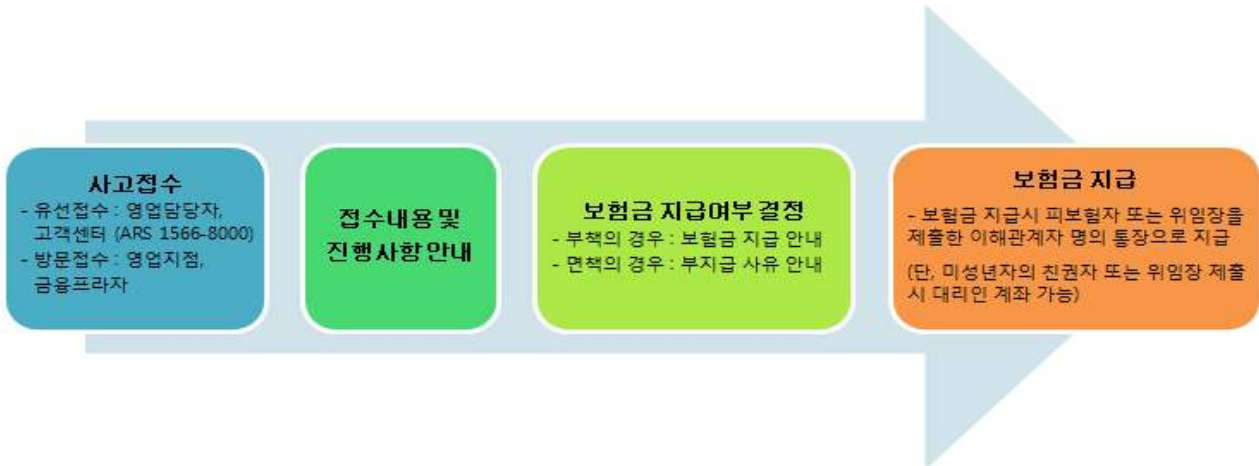 사고접수
- 유선접수 : 영업담당자,
고객센터 (ARS 1566-8000)
- 방문접수 : 영업지점,
금융프라자
접수내용 및
진행사항 안내
보험금 지급여부 결정
- 부책의 경우 : 보험금 지급 안내
- 면책의 경우 : 부지급 사유 안내
보험금 지급
- 보험금 지급시 피보험자 또는 위임장을
제출한 이해관계자 명의 통장으로 지급
(단, 미성년자의 친권자 또는 위임장 제출
시 대리인 계좌 가능)